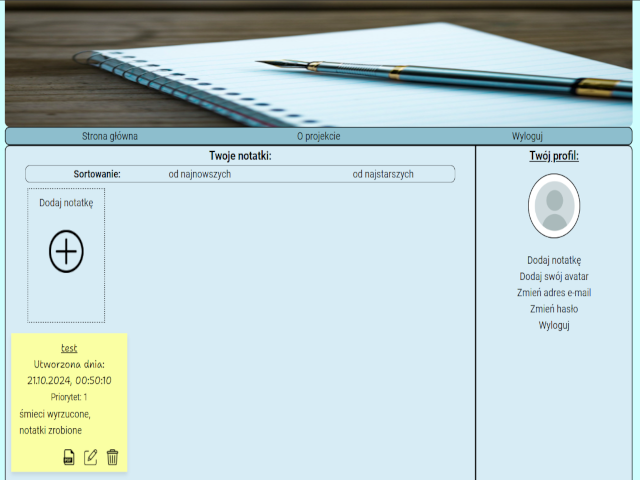 Strona główna
O projekcie
Wyloguj
Twoje notatki:
Sortowanie: od najnowszych od najstarszych
Dodaj notatkę
test
Utworzona dnia:
21.10.2024, 00:50:10
Priorytet: 1
śmieci wyrzucone,
notatki zrobione
Twój profil:
Dodaj notatkę
Dodaj swój avatar
Zmień adres e-mail
Zmień hasło
Wyloguj